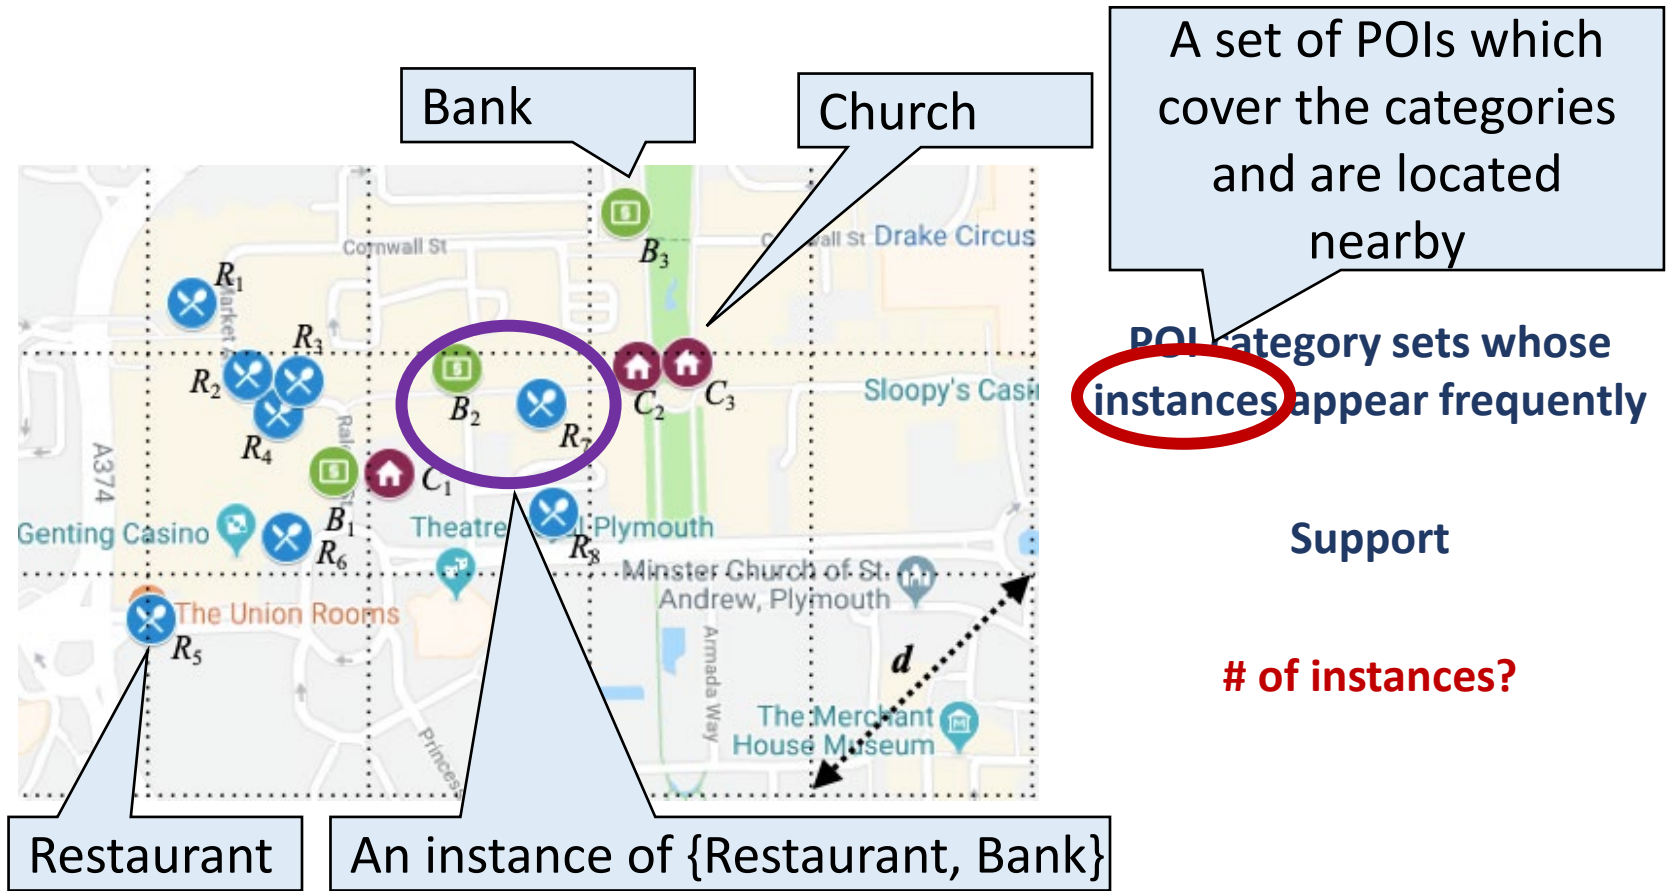 Bank
Church
A set of POIs which
cover the categories
and are located
nearby
Cornwall St
Drake Circus
B3
R1
Market
R3
R2
B2
R7
C2
C3
Sloopy's
R4
C1
A374
Genting Casino
B1
R6
Theatre
Plymouth
R8
Minster Church of St.
Andrew, Plymouth
The Union Rooms
R5
Armada Way
d
The Merchant
House Museum
Princess
POI category sets whose
instances appear frequently
Support
# of instances?
Restaurant
An instance of {Restaurant, Bank}